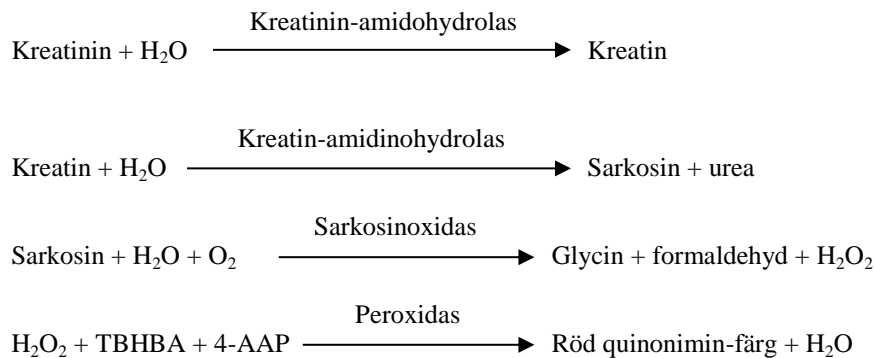 Kreatinin-amidohydrolas
Kreatinin + H₂O Kreatin
Kreatin-amidinohydrolas
Kreatin + H₂O Sarkosin + urea
Sarkosinoxidas
Sarkosin + H₂O + O₂ Glycin + formaldehyd + H₂O₂
Peroxidas
H₂O₂ + TBHBA + 4-AAP Röd quinonimin-färg + H₂O